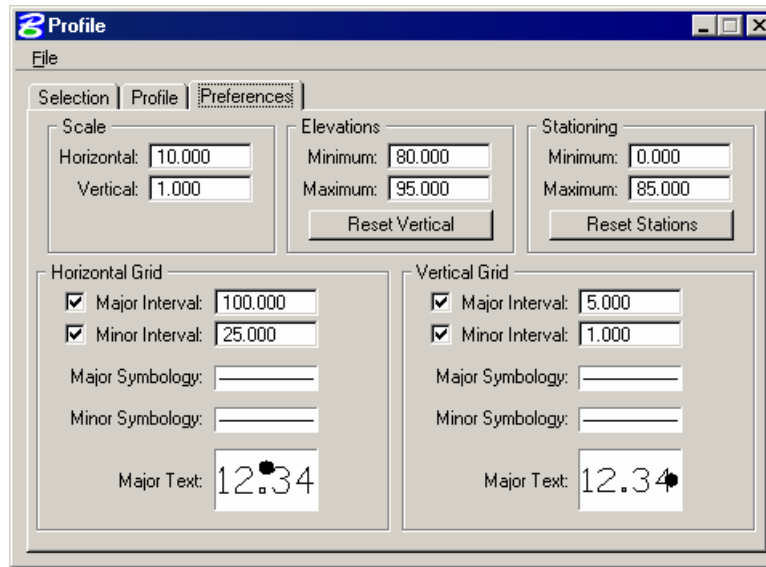 Profile
File
Selection Profile Preferences
Scale
Horizontal: 10.000
Vertical: 1.000
Elevations
Minimum: 80.000
Maximum: 95.000
Reset Vertical
Stationing
Minimum: 0.000
Maximum: 85.000
Reset Stations
Horizontal Grid
Major Interval: 100.000
Minor Interval: 25.000
Major Symbology:
Minor Symbology:
Major Text: 12.34
Vertical Grid
Major Interval: 5.000
Minor Interval: 1.000
Major Symbology:
Minor Symbology:
Major Text: 12.34